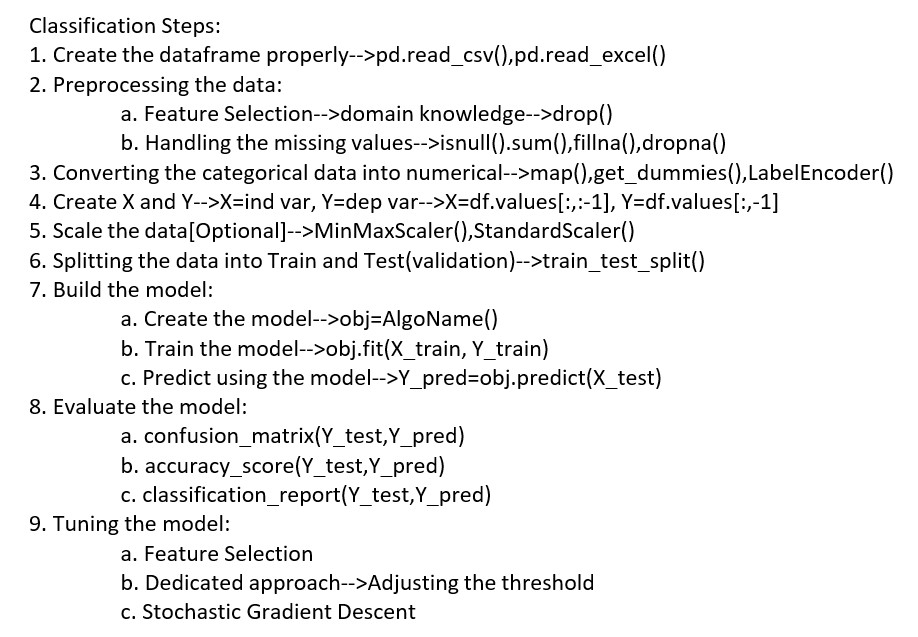 Classification Steps:
1. Create the dataframe properly-->pd.read_csv(),pd.read_excel()
2. Preprocessing the data:
a. Feature Selection-->domain knowledge-->drop()
b. Handling the missing values-->isnull().sum(),fillna(),dropna()
3. Converting the categorical data into numerical-->map(),get_dummies(),LabelEncoder()
4. Create X and Y-->X=ind var, Y=dep var-->X=df.values[:,:-1], Y=df.values[:,-1]
5. Scale the data[Optional]-->MinMaxScaler(),StandardScaler()
6. Splitting the data into Train and Test(validation)-->train_test_split()
7. Build the model:
a. Create the model-->obj=AlgoName()
b. Train the model-->obj.fit(X_train, Y_train)
c. Predict using the model-->Y_pred=obj.predict(X_test)
8. Evaluate the model:
a. confusion_matrix(Y_test,Y_pred)
b. accuracy_score(Y_test,Y_pred)
c. classification_report(Y_test,Y_pred)
9. Tuning the model:
a. Feature Selection
b. Dedicated approach-->Adjusting the threshold
c. Stochastic Gradient Descent